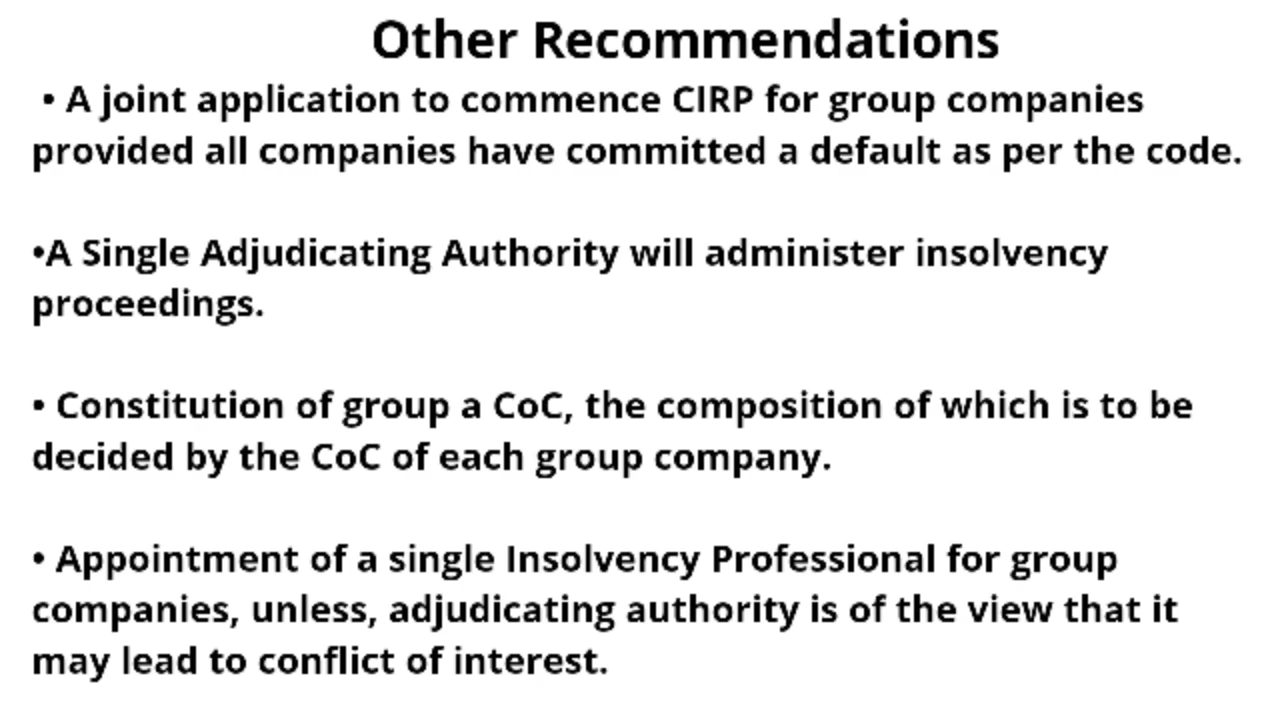 Other Recommendations
• A joint application to commence CIRP for group companies
provided all companies have committed a default as per the code.
•A Single Adjudicating Authority will administer insolvency
proceedings.
• Constitution of group a CoC, the composition of which is to be
decided by the CoC of each group company.
• Appointment of a single Insolvency Professional for group
companies, unless, adjudicating authority is of the view that it
may lead to conflict of interest.